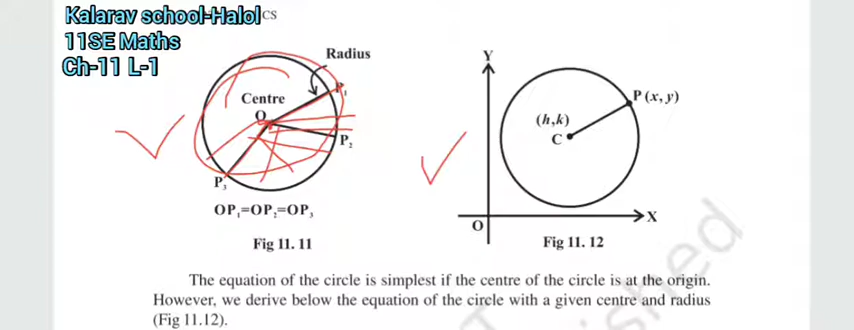 Kalarav school-Halol CS
11SE Maths
Ch-11 L-1
Radius
Centre
O
P₁
P₂
P₃
OP₁=OP₂=OP₃
Fig 11. 11
Y
P (x, y)
(h,k)
C
O
X
Fig 11. 12
The equation of the circle is simplest if the centre of the circle is at the origin.
However, we derive below the equation of the circle with a given centre and radius
(Fig 11.12).